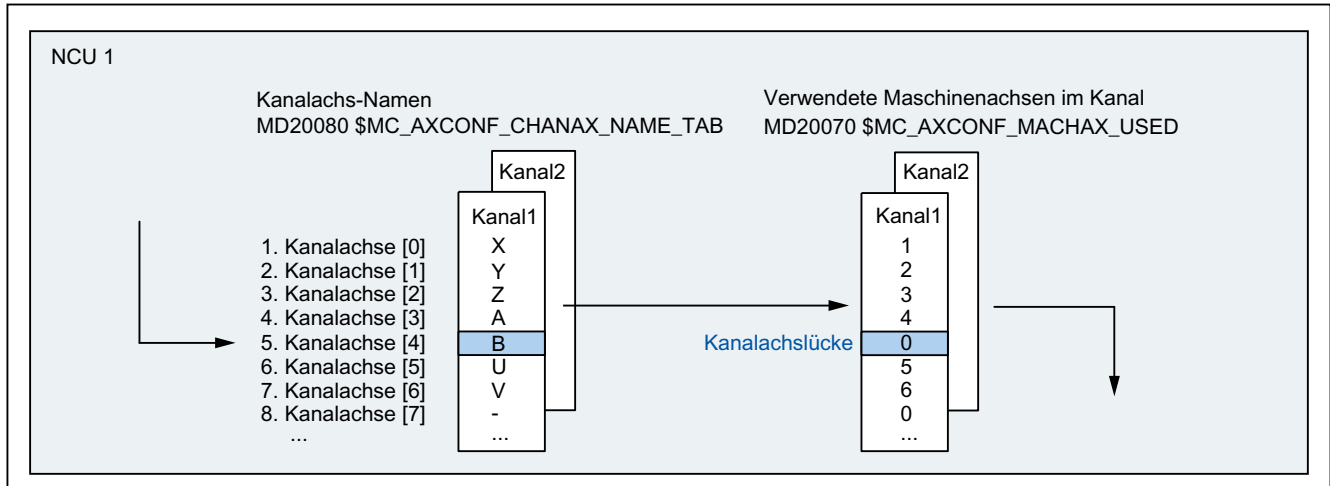 NCU 1
Kanalachs-Namen
MD20080 $MC_AXCONF_CHANAX_NAME_TAB
Verwendete Maschinenachsen im Kanal
MD20070 $MC_AXCONF_MACHAX_USED
Kanal2
Kanal2
Kanal1
Kanal1
1. Kanalachse [0] X 1
2. Kanalachse [1] Y 2
3. Kanalachse [2] Z 3
4. Kanalachse [3] A 4
5. Kanalachse [4] B Kanalachslücke 0
6. Kanalachse [5] U 5
7. Kanalachse [6] V 6
8. Kanalachse [7] - 0
... ... ...